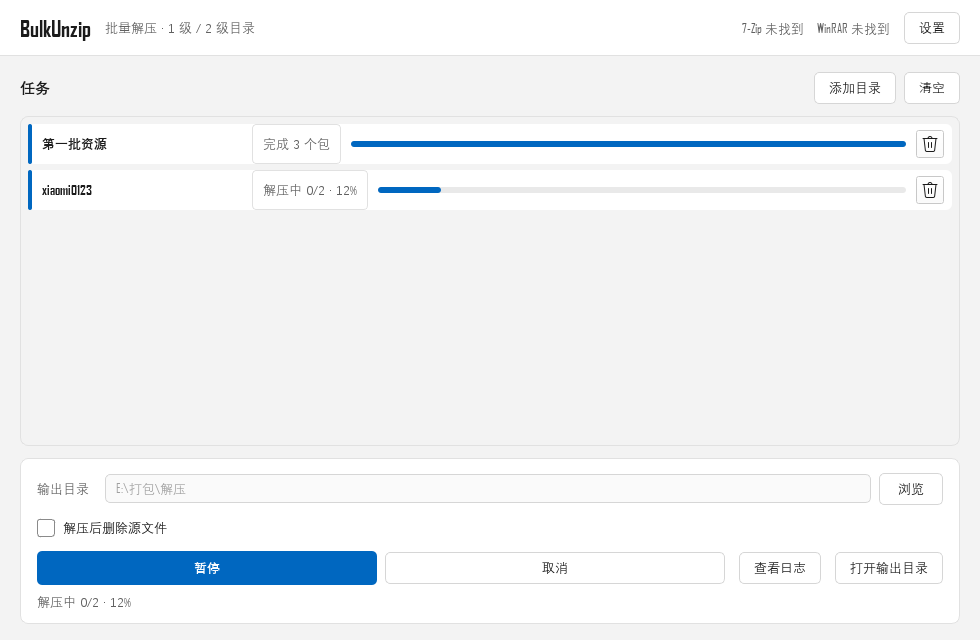 BulkUnzip 批量解压 · 1 级 / 2 级目录 7-Zip 未找到 WinRAR 未找到 设置
任务 添加目录 清空
第一批资源 完成 3 个包
xiaomi0123 解压中 0/2 · 12%
输出目录 E:\打包\解压 浏览
解压后删除源文件
暂停 取消 查看日志 打开输出目录
解压中 0/2 · 12%